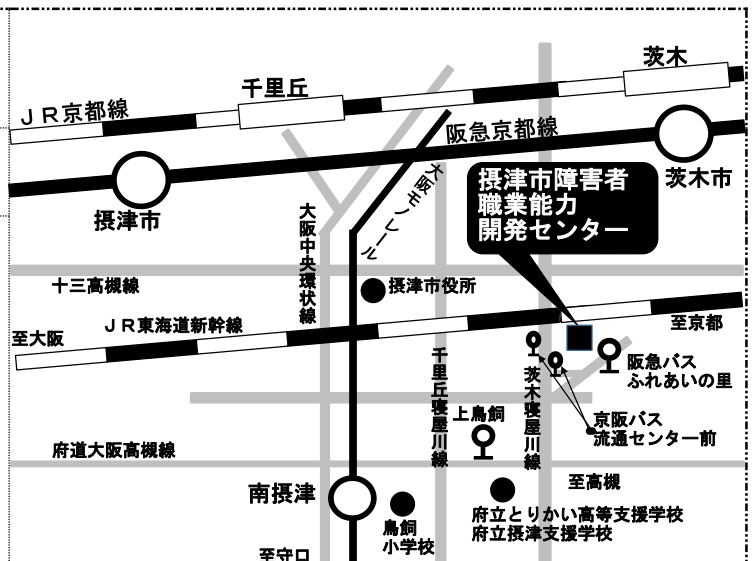 茨木
千里丘
ＪＲ京都線
阪急京都線
茨木市
摂津市
大阪モノレール
摂津市障害者
職業能力
開発センター
大阪中央環状線
十三高槻線
摂津市役所
ＪＲ東海道新幹線
至大阪
至京都
千里丘寝屋川線
茨木寝屋川線
阪急バス
ふれあいの里
上鳥飼
京阪バス
流通センター前
府道大阪高槻線
南摂津
至高槻
鳥飼
小学校
府立とりかい高等支援学校
府立摂津支援学校
至守口